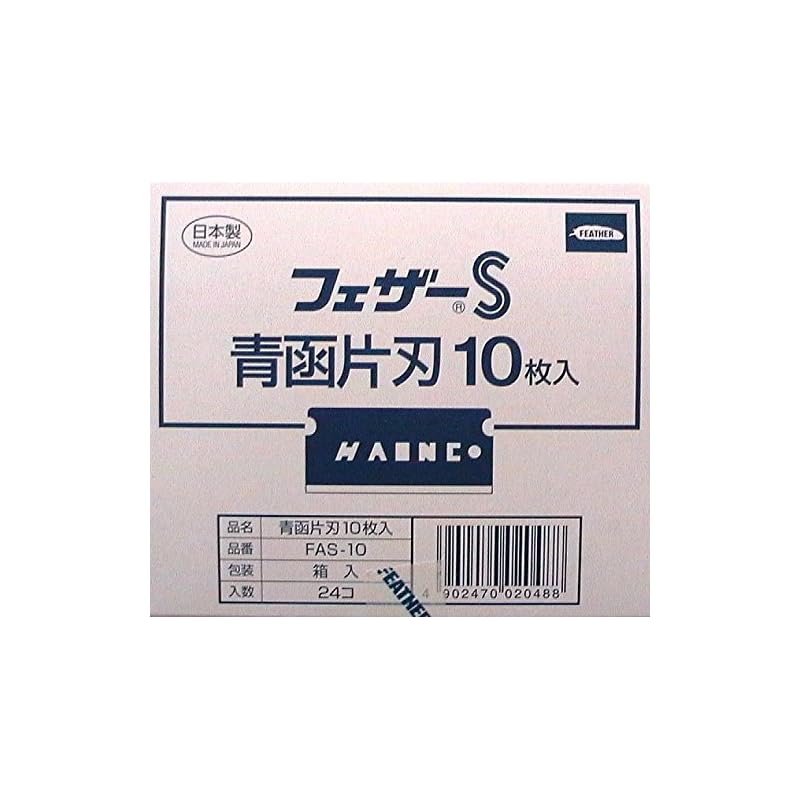 日本製
MADE IN JAPAN
FEATHER
フェザー®S
青函片刃10枚入
品名 青函片刃10枚入
品番 FAS-10
包装 箱入
入数 24コ
FEATHER
4 902470 020488